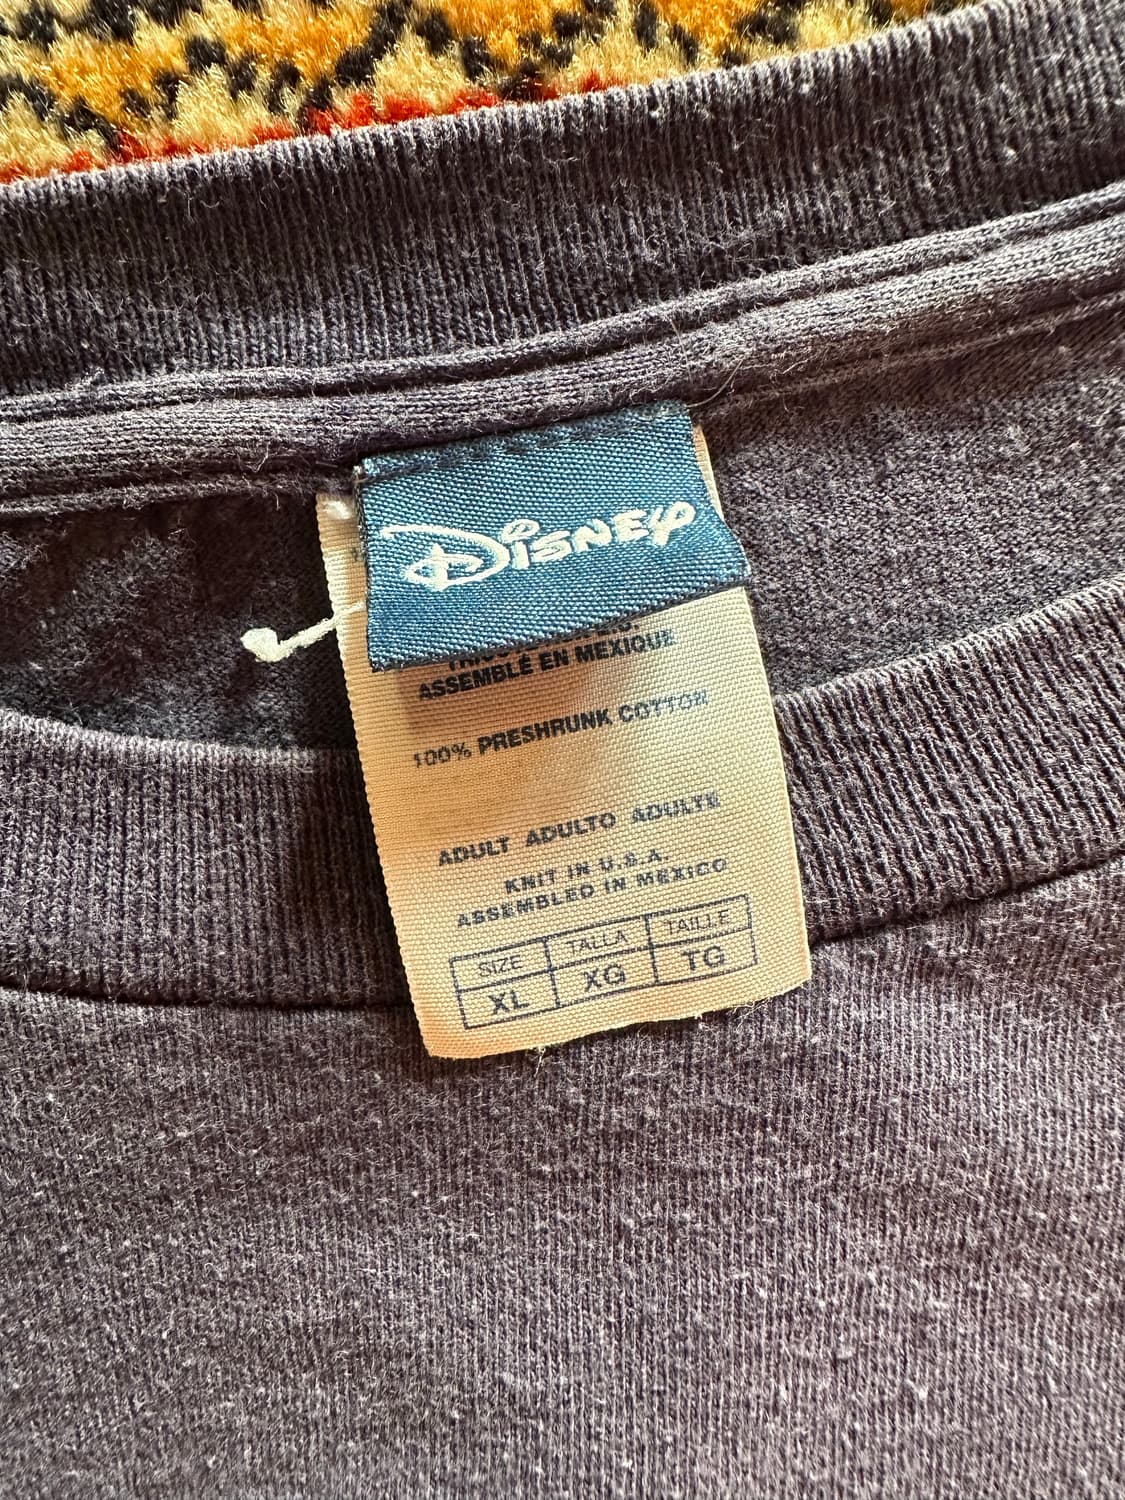 DISNEY
ASSEMBLÉ EN MEXIQUE
100% PRESHRUNK COTTON
ADULT ADULTO ADULTE
KNIT IN U.S.A.
ASSEMBLED IN MEXICO
SIZE TALLA TAILLE
XL XG TG